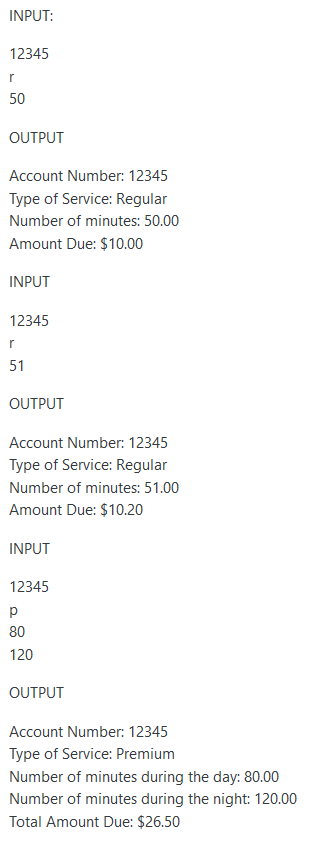 INPUT:
12345
r
50
OUTPUT
Account Number: 12345
Type of Service: Regular
Number of minutes: 50.00
Amount Due: $10.00
INPUT
12345
r
51
OUTPUT
Account Number: 12345
Type of Service: Regular
Number of minutes: 51.00
Amount Due: $10.20
INPUT
12345
p
80
120
OUTPUT
Account Number: 12345
Type of Service: Premium
Number of minutes during the day: 80.00
Number of minutes during the night: 120.00
Total Amount Due: $26.50